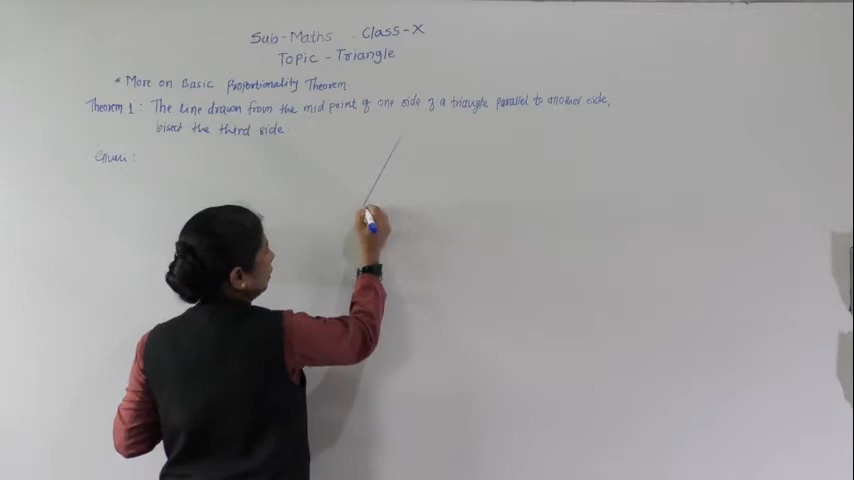 Sub-Maths . Class-X
Topic - Triangle
* More on Basic Proportionality Theorem.
Theorem 1 : The line drawn from the mid point of one side of a triangle parallel to another side,
bisect the third side.
Given :